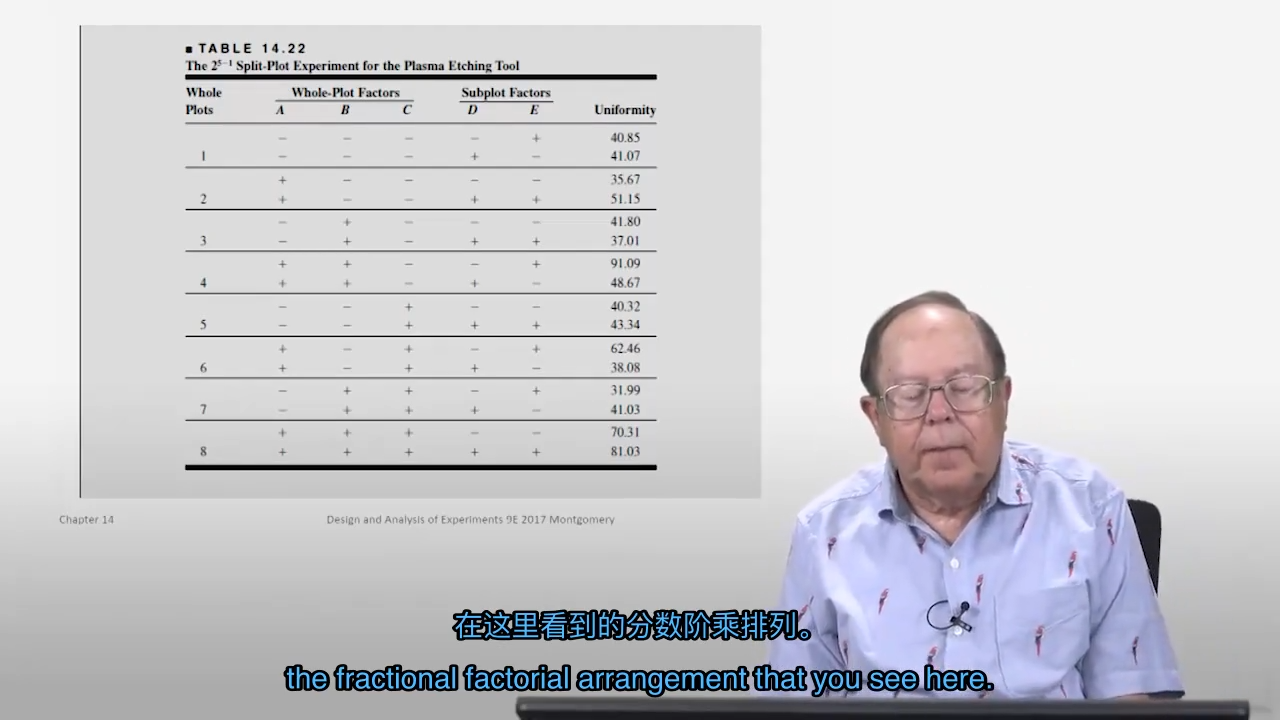 ■ TABLE 14.22
The 2⁵⁻¹ Split-Plot Experiment for the Plasma Etching Tool
Whole Whole-Plot Factors Subplot Factors
Plots A B C D E Uniformity
− − − − + 40.85
1 − − − + − 41.07
+ − − − − 35.67
2 + − − + + 51.15
− + − − − 41.80
3 − + − + + 37.01
+ + − − + 91.09
4 + + − + − 48.67
− − + − − 40.32
5 − − + + + 43.34
+ − + − + 62.46
6 + − + + − 38.08
− + + − + 31.99
7 − + + + − 41.03
+ + + − − 70.31
8 + + + + + 81.03
Chapter 14 Design and Analysis of Experiments 9E 2017 Montgomery
在这里看到的分数阶乘排列。
the fractional factorial arrangement that you see here.